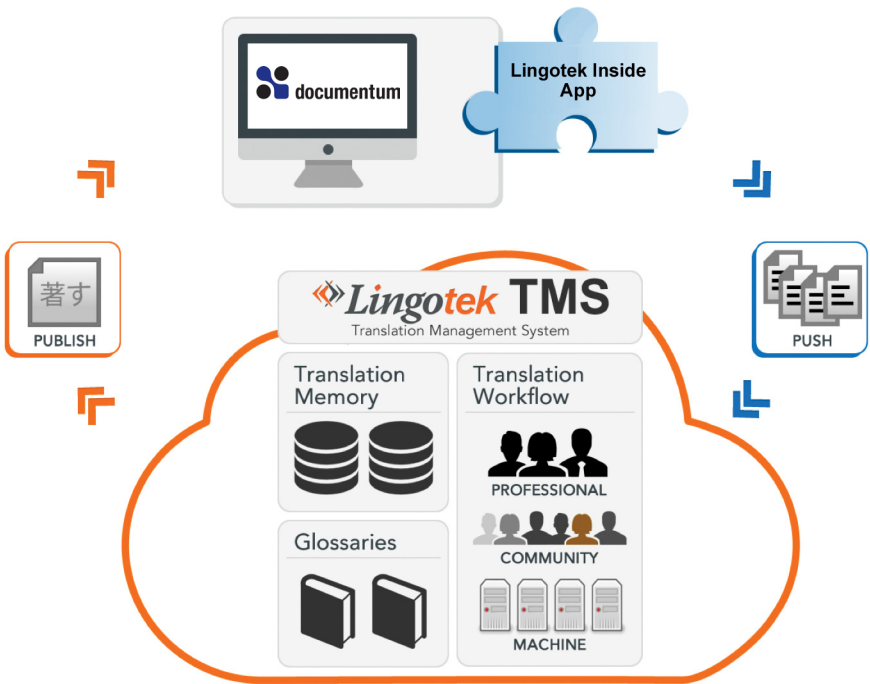 documentum
Lingotek Inside
App
著す
PUBLISH
PUSH
Lingotek TMS
Translation Management System
Translation
Memory
Translation
Workflow
PROFESSIONAL
COMMUNITY
Glossaries
MACHINE